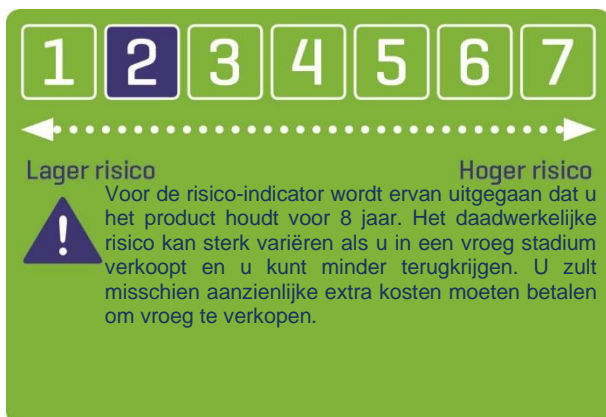 1 2 3 4 5 6 7
Lager risico Hoger risico
!
Voor de risico-indicator wordt ervan uitgegaan dat u
het product houdt voor 8 jaar. Het daadwerkelijke
risico kan sterk variëren als u in een vroeg stadium
verkoopt en u kunt minder terugkrijgen. U zult
misschien aanzienlijke extra kosten moeten betalen
om vroeg te verkopen.